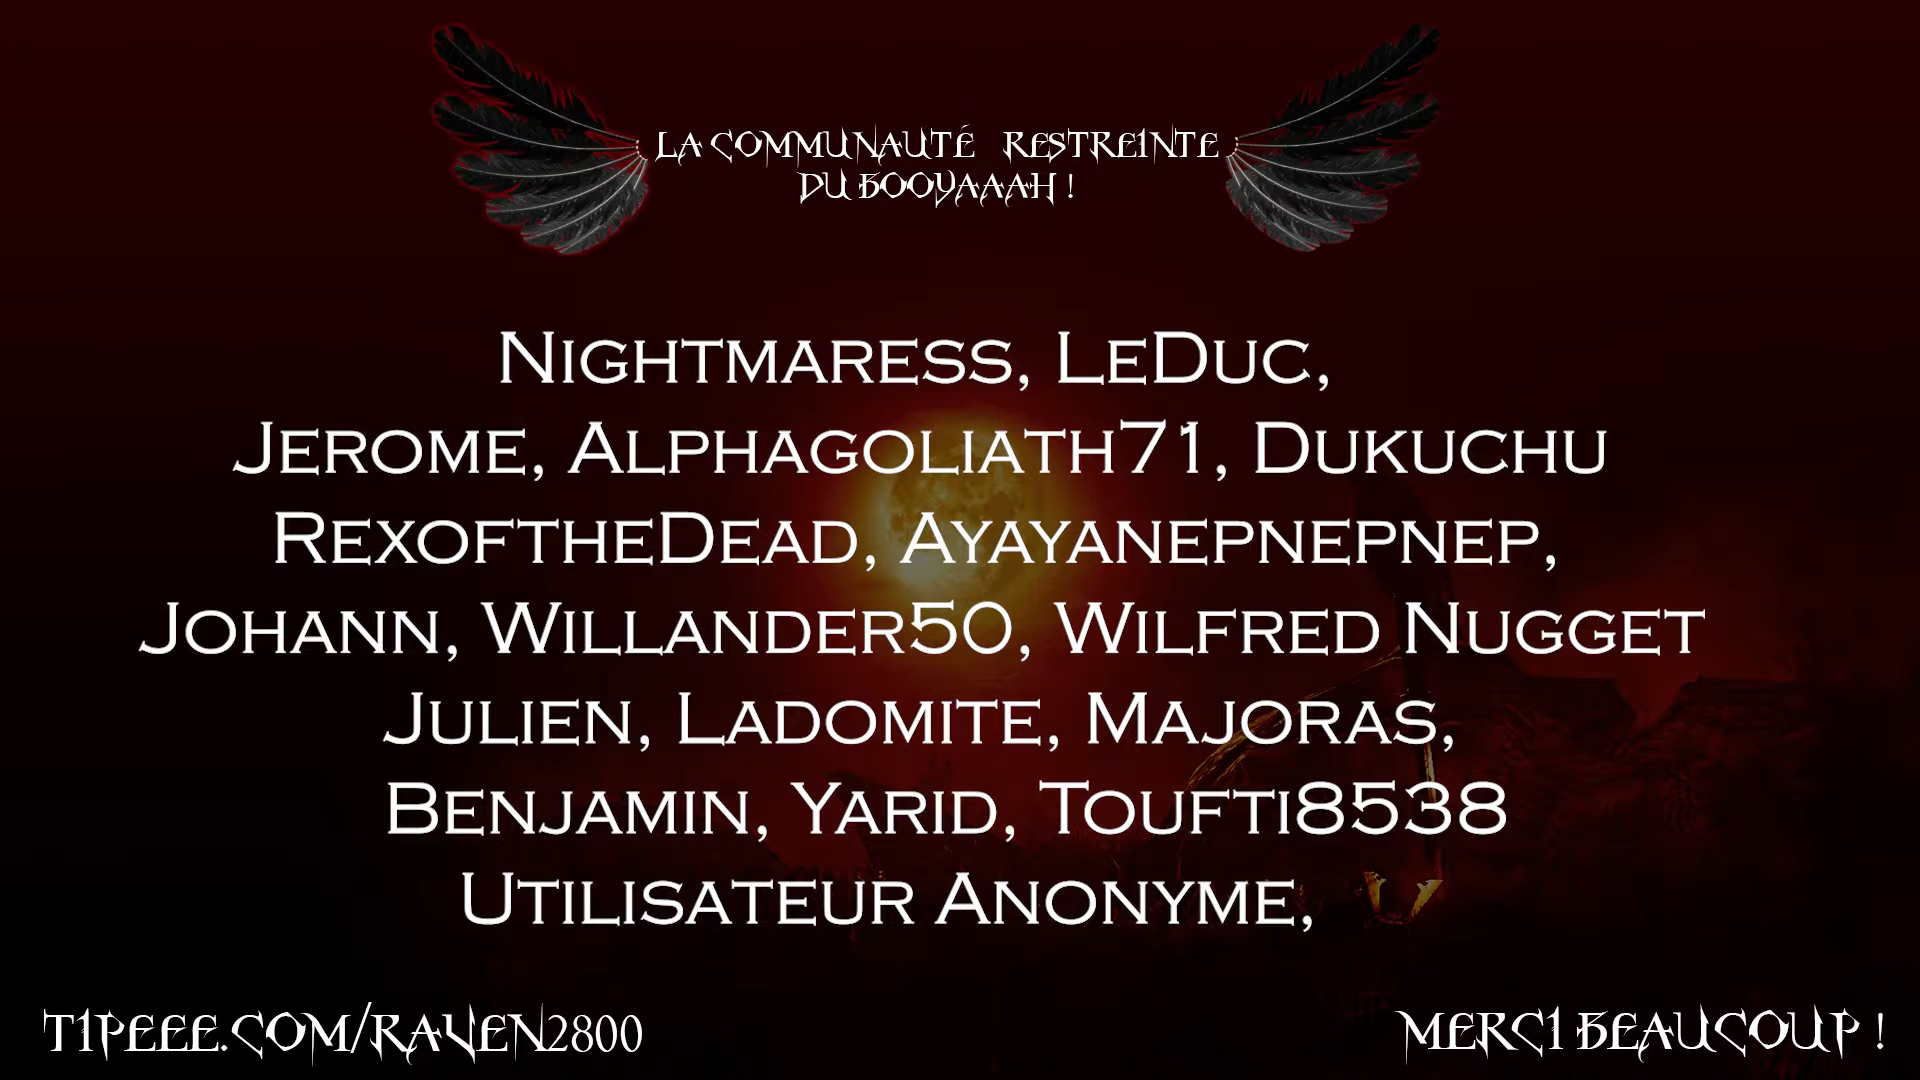 LA COMMUNAUTÉ RESTREINTE
DU BOOYAAAH !
NIGHTMARESS, LEDUC,
JEROME, ALPHAGOLIATH71, DUKUCHU
REXOFTHEDEAD, AYAYANEPNEPNEP,
JOHANN, WILLANDER50, WILFRED NUGGET
JULIEN, LADOMITE, MAJORAS,
BENJAMIN, YARID, TOUFTI8538
UTILISATEUR ANONYME,
TIPEEE.COM/RAVEN2800
MERCI BEAUCOUP !